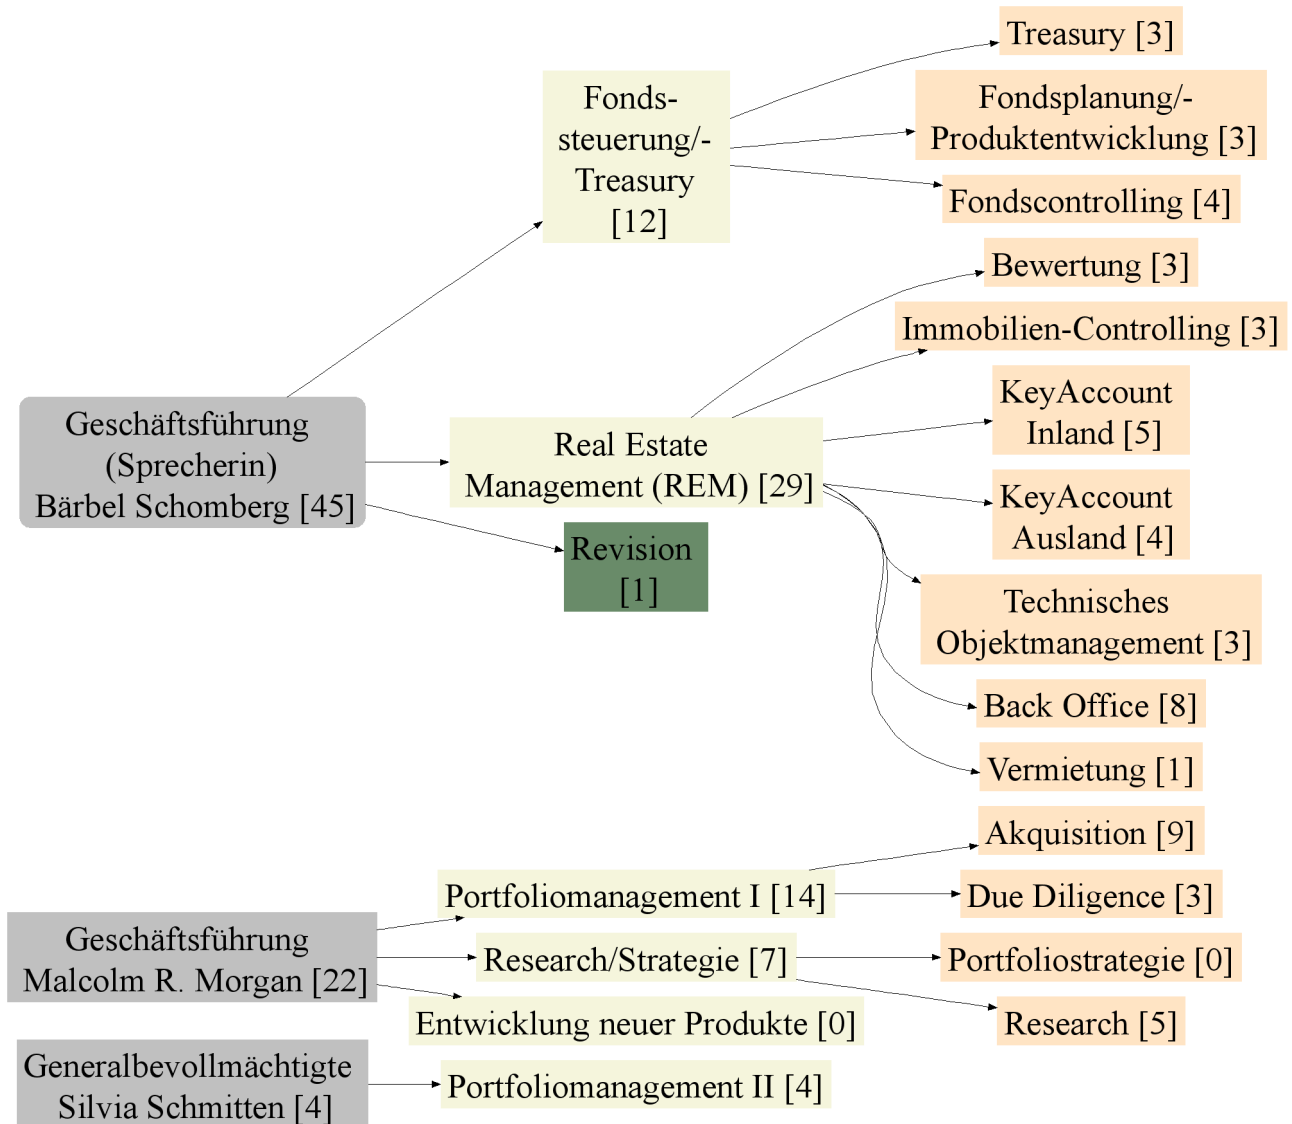 Treasury [3]
Fonds-
steuerung/-
Treasury
[12]
Fondsplanung/-
Produktentwicklung [3]
Fondscontrolling [4]
Bewertung [3]
Immobilien-Controlling [3]
Geschäftsführung
(Sprecherin)
Bärbel Schomberg [45]
Real Estate
Management (REM) [29]
Revision
[1]
KeyAccount
Inland [5]
KeyAccount
Ausland [4]
Technisches
Objektmanagement [3]
Back Office [8]
Vermietung [1]
Geschäftsführung
Malcolm R. Morgan [22]
Portfoliomanagement I [14]
Akquisition [9]
Due Diligence [3]
Research/Strategie [7]
Portfoliostrategie [0]
Research [5]
Entwicklung neuer Produkte [0]
Generalbevollmächtigte
Silvia Schmitten [4]
Portfoliomanagement II [4]